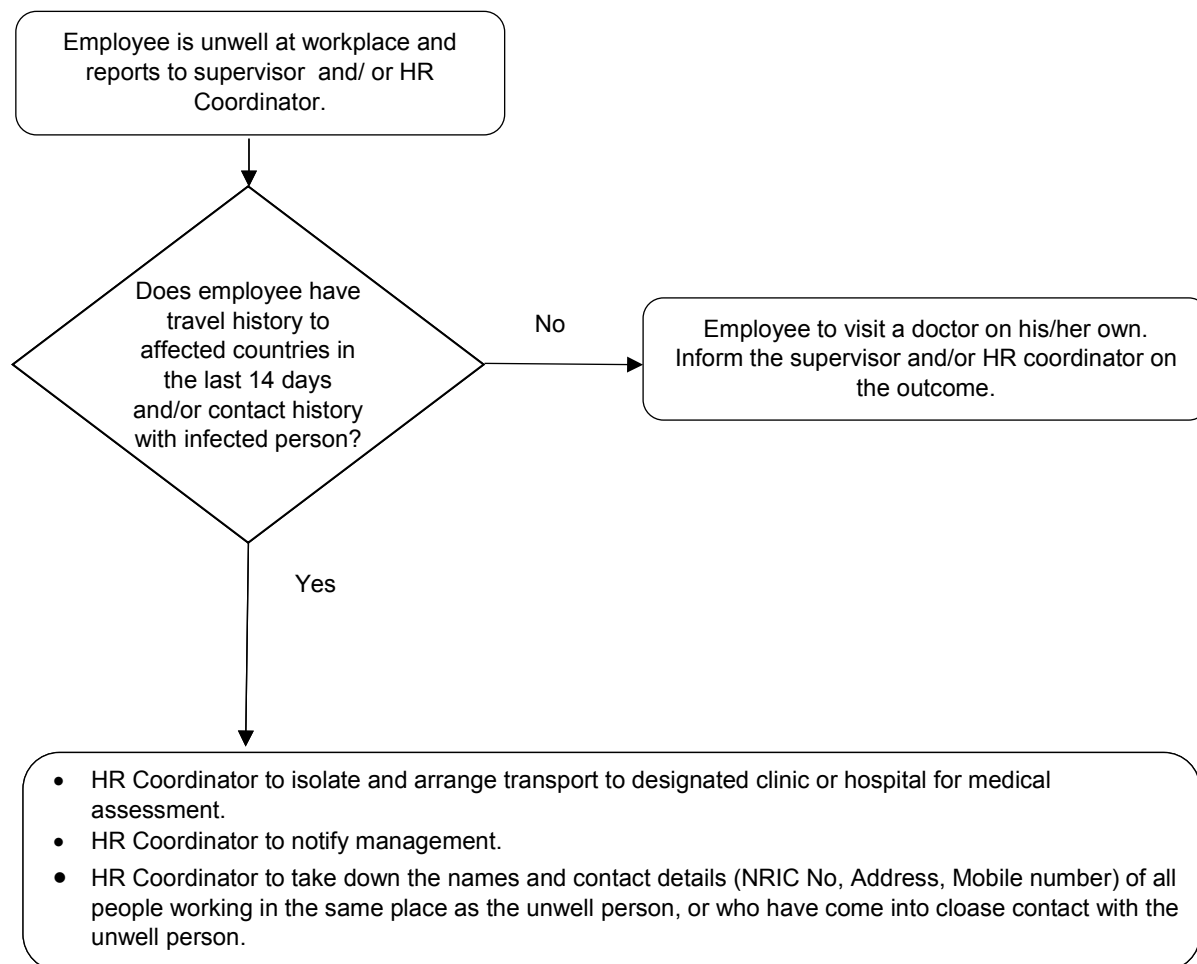 Employee is unwell at workplace and
reports to supervisor and/ or HR
Coordinator.
Does employee have
travel history to
affected countries in
the last 14 days
and/or contact history
with infected person?
No
Employee to visit a doctor on his/her own.
Inform the supervisor and/or HR coordinator on
the outcome.
Yes
• HR Coordinator to isolate and arrange transport to designated clinic or hospital for medical
assessment.
• HR Coordinator to notify management.
• HR Coordinator to take down the names and contact details (NRIC No, Address, Mobile number) of all
people working in the same place as the unwell person, or who have come into cloase contact with the
unwell person.